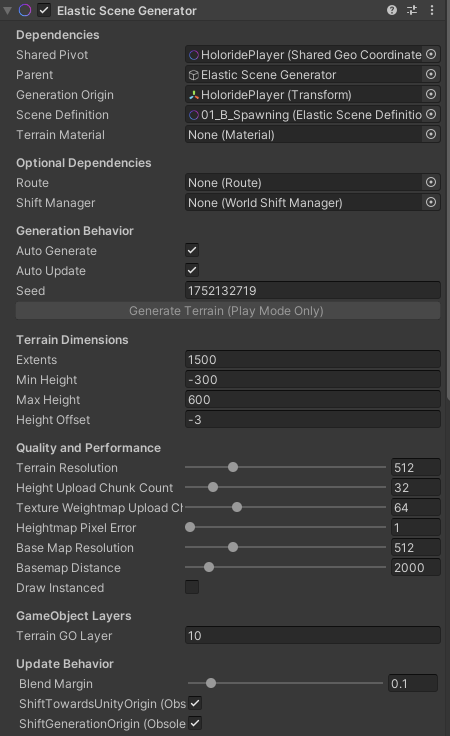 Elastic Scene Generator
Dependencies
Shared Pivot HoloridePlayer (Shared Geo Coordinate
Parent Elastic Scene Generator
Generation Origin HoloridePlayer (Transform)
Scene Definition 01_B_Spawning (Elastic Scene Definitio
Terrain Material None (Material)
Optional Dependencies
Route None (Route)
Shift Manager None (World Shift Manager)
Generation Behavior
Auto Generate
Auto Update
Seed 1752132719
Generate Terrain (Play Mode Only)
Terrain Dimensions
Extents 1500
Min Height -300
Max Height 600
Height Offset -3
Quality and Performance
Terrain Resolution 512
Height Upload Chunk Count 32
Texture Weightmap Upload Ch 64
Heightmap Pixel Error 1
Base Map Resolution 512
Basemap Distance 2000
Draw Instanced
GameObject Layers
Terrain GO Layer 10
Update Behavior
Blend Margin 0.1
ShiftTowardsUnityOrigin (Obs
ShiftGenerationOrigin (Obsole